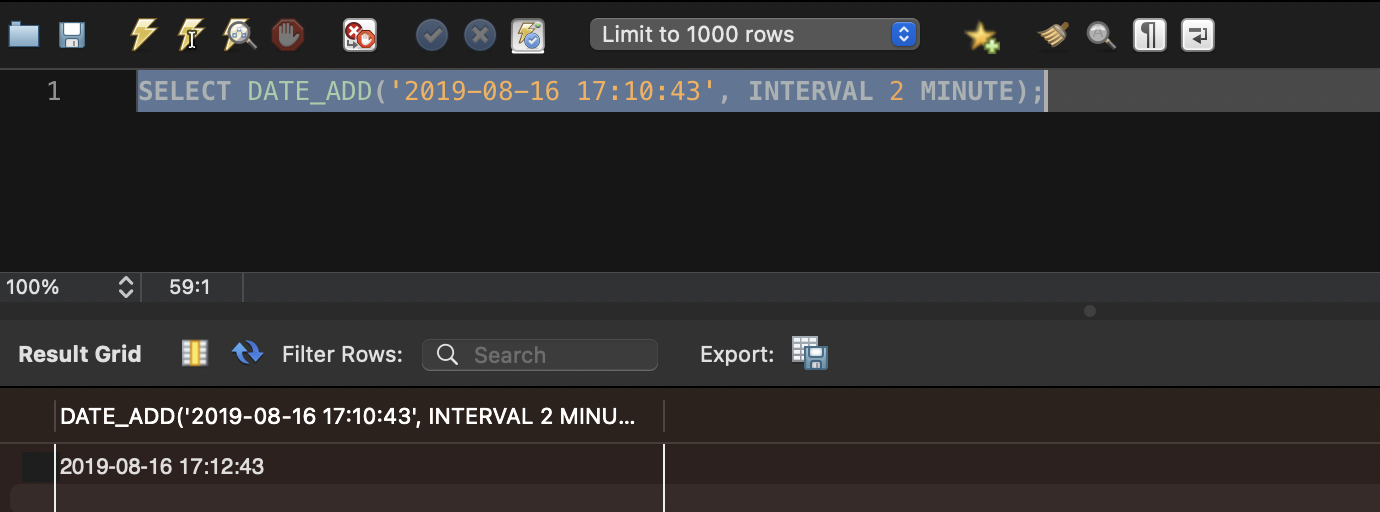 Limit to 1000 rows
1 SELECT DATE_ADD('2019-08-16 17:10:43', INTERVAL 2 MINUTE);
100% 59:1
Result Grid Filter Rows: Search Export:
DATE_ADD('2019-08-16 17:10:43', INTERVAL 2 MINU...
2019-08-16 17:12:43